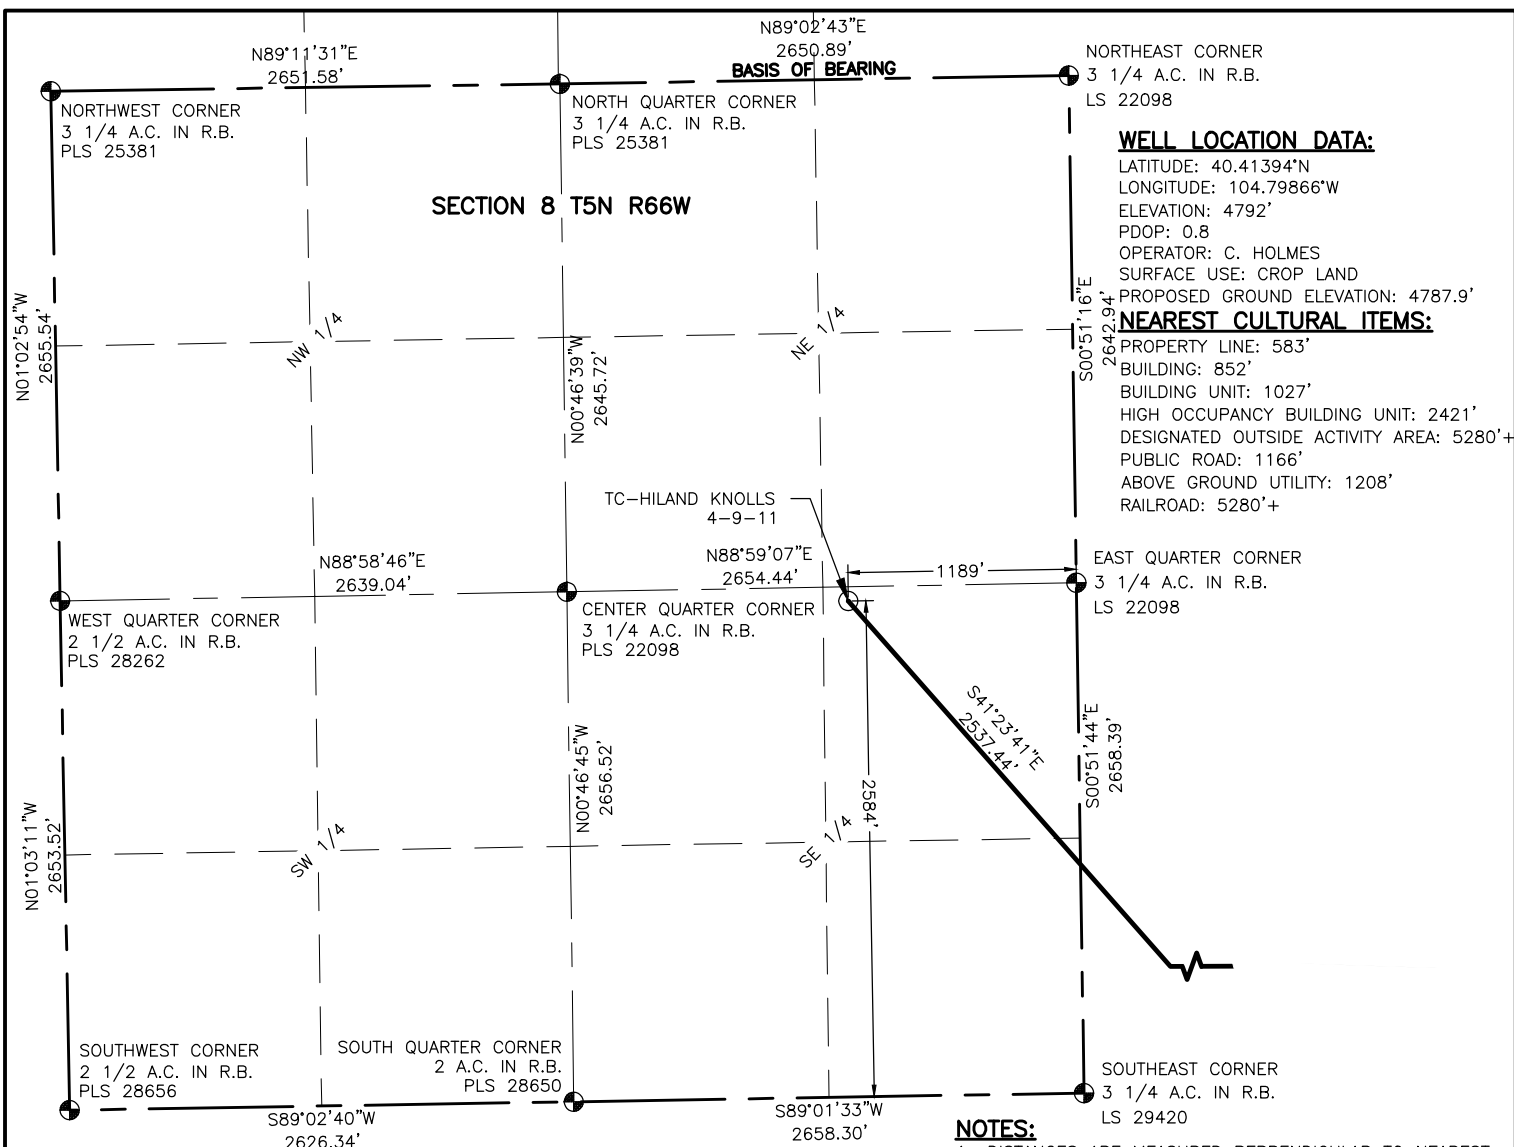 N89°11'31"E
2651.58'
N89°02'43"E
2650.89'
BASIS OF BEARING
NORTHEAST CORNER
3 1/4 A.C. IN R.B.
LS 22098
NORTHWEST CORNER
3 1/4 A.C. IN R.B.
PLS 25381
NORTH QUARTER CORNER
3 1/4 A.C. IN R.B.
PLS 25381
SECTION 8 T5N R66W
WELL LOCATION DATA:
LATITUDE: 40.41394°N
LONGITUDE: 104.79866°W
ELEVATION: 4792'
PDOP: 0.8
OPERATOR: C. HOLMES
SURFACE USE: CROP LAND
PROPOSED GROUND ELEVATION: 4787.9'
NEAREST CULTURAL ITEMS:
PROPERTY LINE: 583'
BUILDING: 852'
BUILDING UNIT: 1027'
HIGH OCCUPANCY BUILDING UNIT: 2421'
DESIGNATED OUTSIDE ACTIVITY AREA: 5280'+
PUBLIC ROAD: 1166'
ABOVE GROUND UTILITY: 1208'
RAILROAD: 5280'+
N01°02'54"W
2655.54'
NW 1/4
N00°46'39"W
2645.72'
NE 1/4
S00°51'16"E
2642.94'
TC-HILAND KNOLLS
4-9-11
N88°58'46"E
2639.04'
N88°59'07"E
2654.44'
1189'
EAST QUARTER CORNER
3 1/4 A.C. IN R.B.
LS 22098
WEST QUARTER CORNER
2 1/2 A.C. IN R.B.
PLS 28262
CENTER QUARTER CORNER
3 1/4 A.C. IN R.B.
PLS 22098
S41°23'41"E
2537.44'
N01°03'11"W
2653.52'
SW 1/4
N00°46'45"W
2656.52'
SE 1/4
2584'
S00°51'44"E
2658.39'
SOUTHWEST CORNER
2 1/2 A.C. IN R.B.
PLS 28656
SOUTH QUARTER CORNER
2 A.C. IN R.B.
PLS 28650
SOUTHEAST CORNER
3 1/4 A.C. IN R.B.
LS 29420
S89°02'40"W
2626.34'
S89°01'33"W
2658.30'
NOTES:
1. DISTANCES ARE MEASURED PERPENDICULAR TO NEAREST